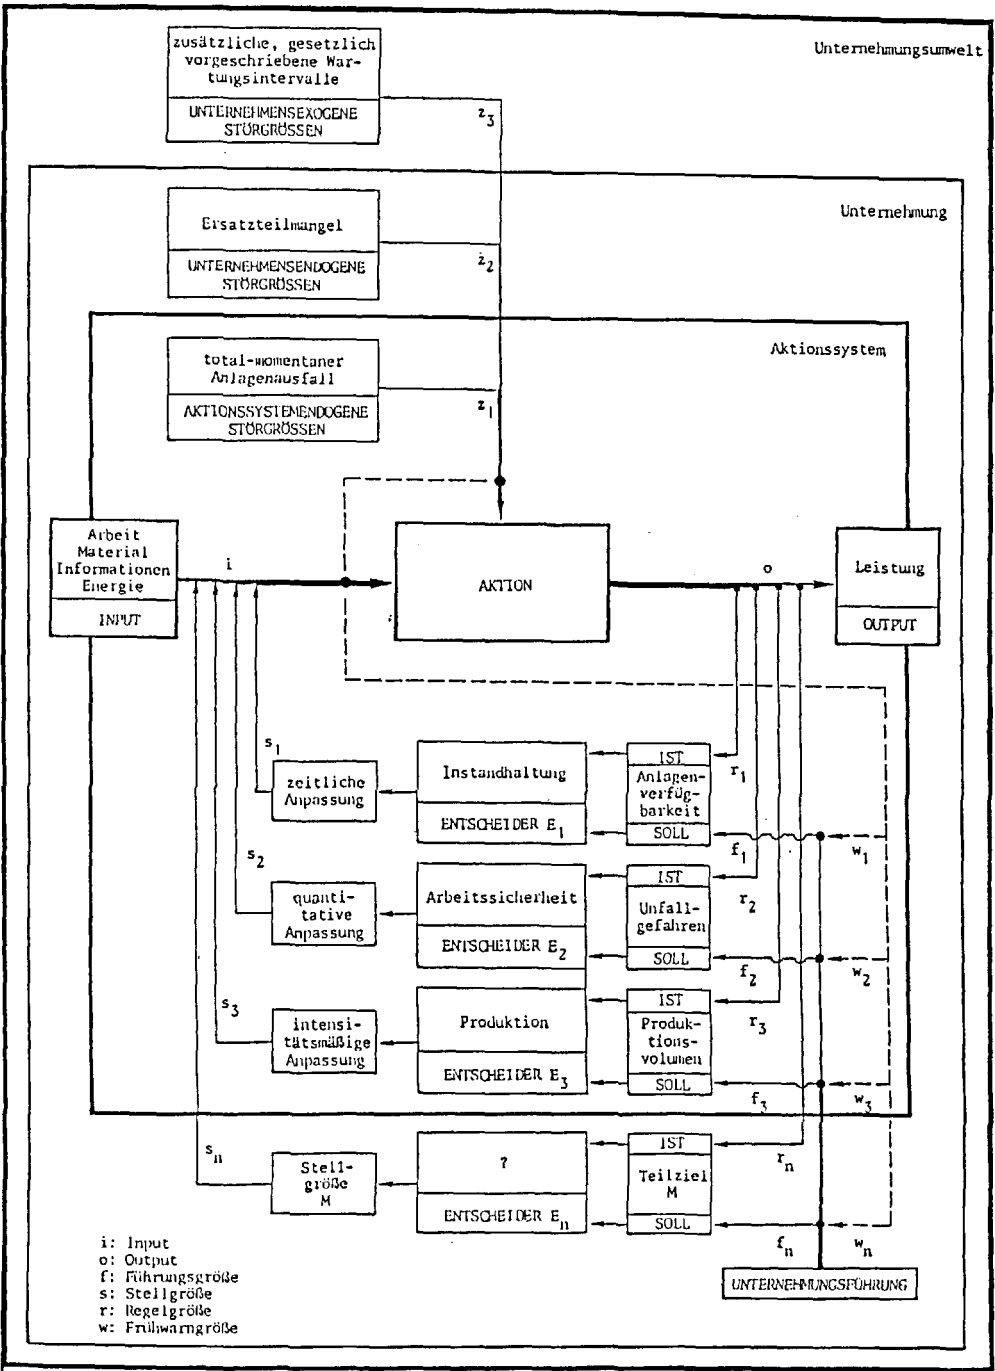 Unternehmungsumwelt
zusätzliche, gesetzlich
vorgeschriebene War-
tungsintervalle
UNTERNEHMENSEXOGENE
STÖRGRÖSSEN
z3
Unternehmung
Ersatzteilmangel
UNTERNEHMENSENDOGENE
STÖRGRÖSSEN
z2
Aktionssystem
total-momentaner
Anlagenausfall
AKTIONSSYSTEMENDOGENE
STÖRGRÖSSEN
z1
Arbeit
Material
Informationen
Energie
INPUT
i
AKTION
o
Leistung
OUTPUT
s1
zeitliche
Anpassung
Instandhaltung
ENTSCHEIDER E1
IST
Anlagen-
verfüg-
barkeit
SOLL
r1
f1
w1
s2
quanti-
tative
Anpassung
Arbeitssicherheit
ENTSCHEIDER E2
IST
Unfall-
gefahren
SOLL
r2
f2
w2
s3
intensi-
tätsmäßige
Anpassung
Produktion
ENTSCHEIDER E3
IST
Produk-
tions-
volumen
SOLL
r3
f3
w3
sn
Stell-
größe
M
?
ENTSCHEIDER En
IST
Teilziel
M
SOLL
rn
fn
wn
UNTERNEHMUNGSFÜHRUNG
i: Input
o: Output
f: Führungsgröße
s: Stellgröße
r: Regelgröße
w: Frühwarngröße